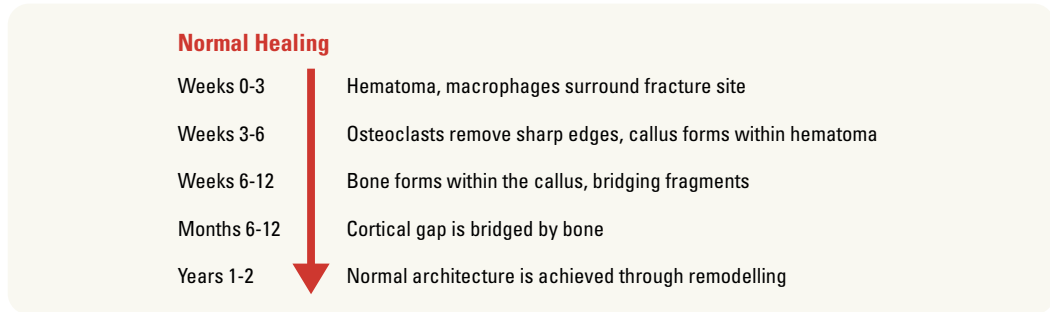 Normal Healing
Weeks 0-3 Hematoma, macrophages surround fracture site
Weeks 3-6 Osteoclasts remove sharp edges, callus forms within hematoma
Weeks 6-12 Bone forms within the callus, bridging fragments
Months 6-12 Cortical gap is bridged by bone
Years 1-2 Normal architecture is achieved through remodelling